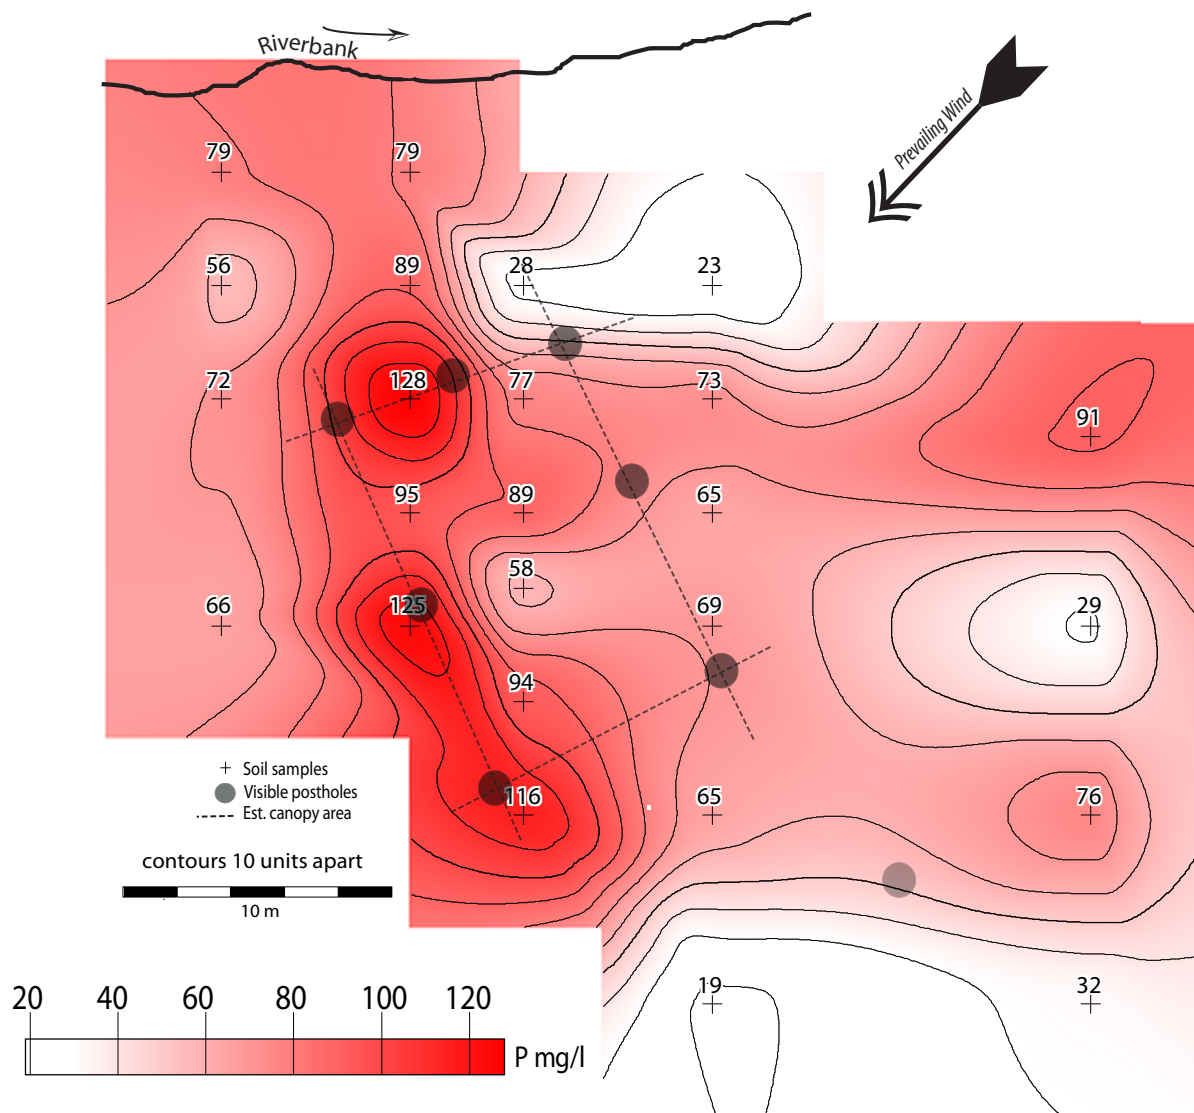 Riverbank
Prevailing Wind
79 79
56 89 28 23
72 128 77 73
91
95 89 65
58
66 125 69 29
94
116 65 76
19 32
Soil samples
Visible postholes
Est. canopy area
contours 10 units apart
10 m
20 40 60 80 100 120
P mg/l